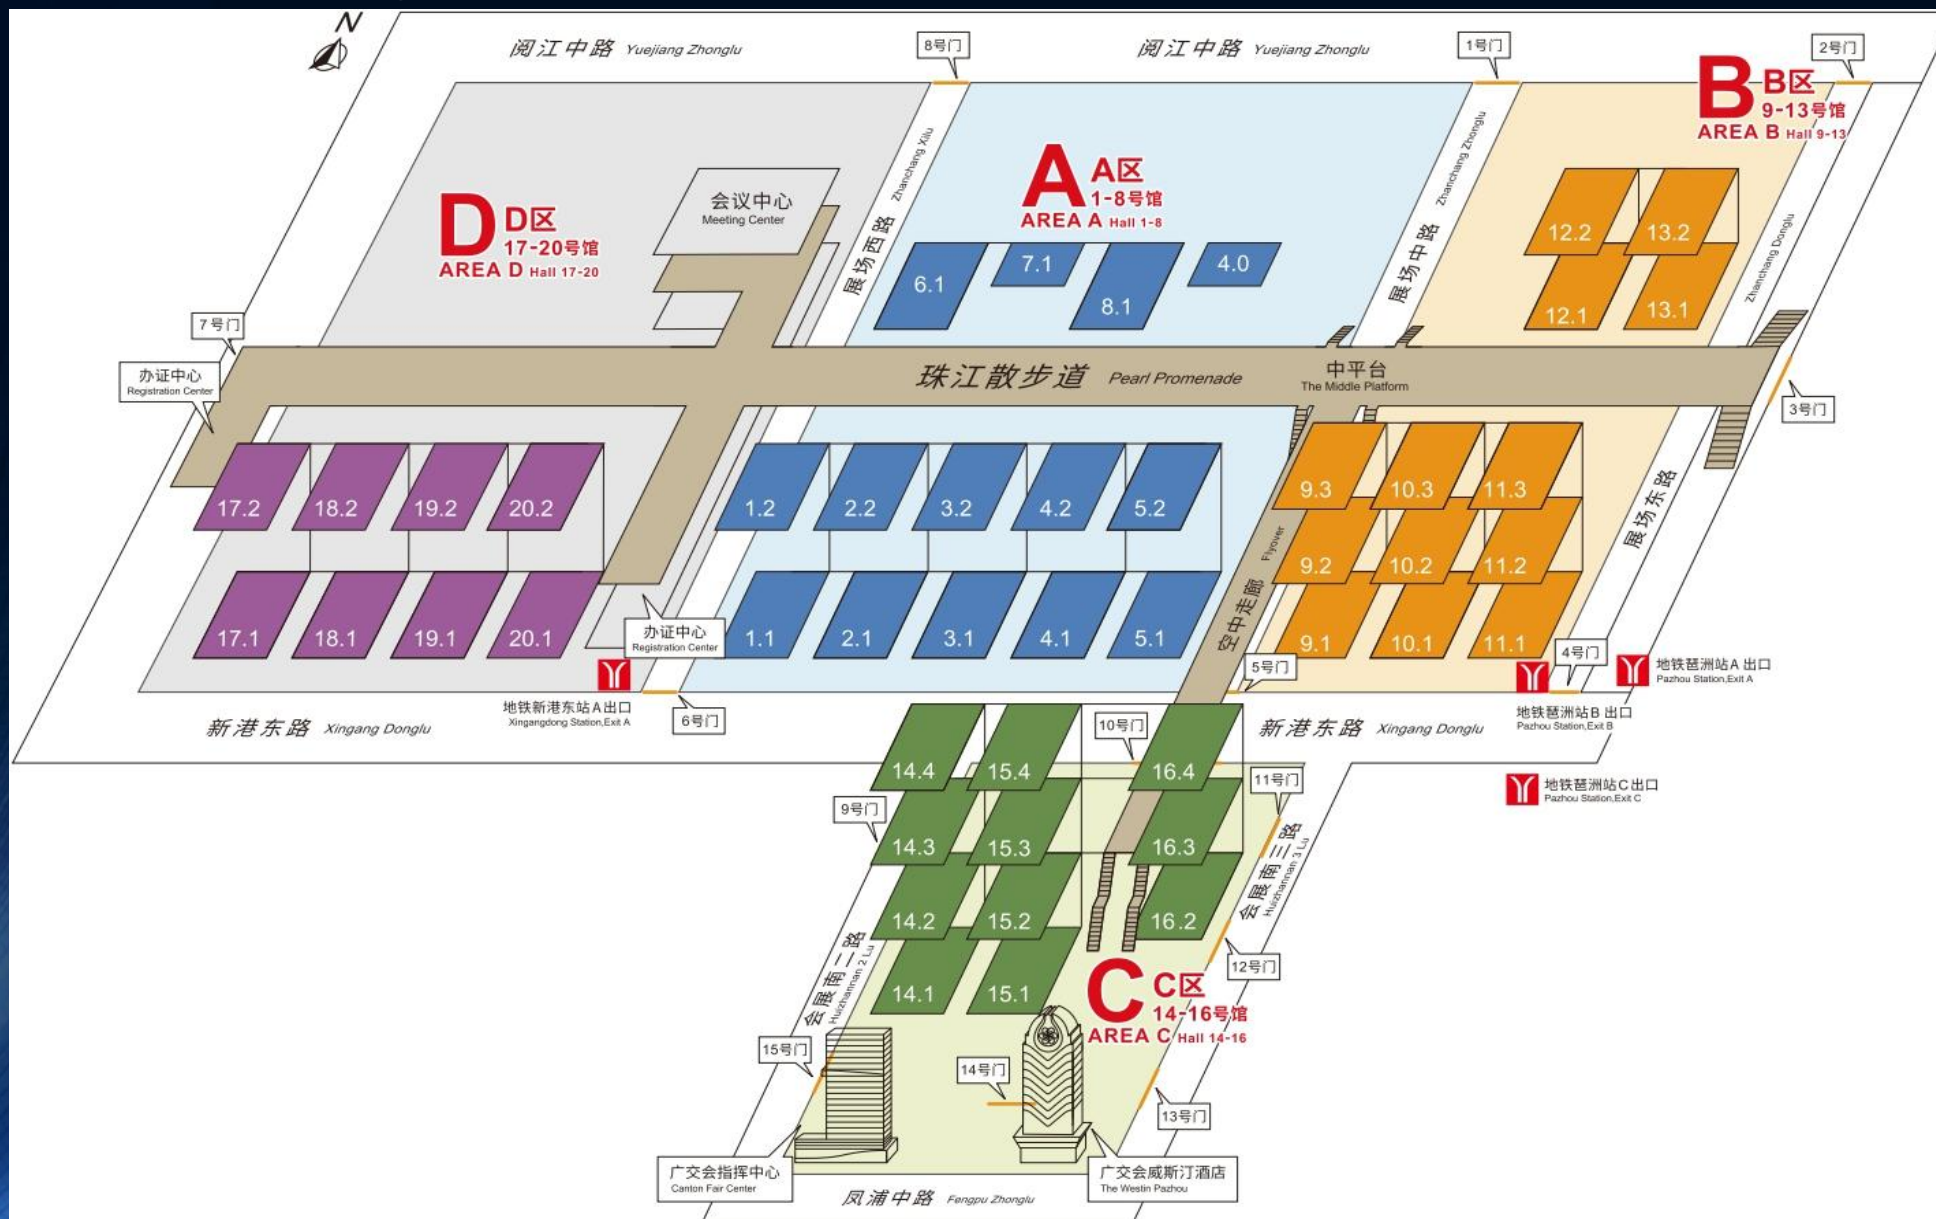 N
阅江中路 Yuejiang Zhonglu
8号门
阅江中路 Yuejiang Zhonglu
1号门
2号门
B
B区
9-13号馆
AREA B Hall 9-13
A
A区
1-8号馆
AREA A Hall 1-8
D
D区
17-20号馆
AREA D Hall 17-20
会议中心
Meeting Center
展场西路 Zhanchang Xilu
展场中路 Zhanchang Zhonglu
Zhanchang Donglu
12.2
13.2
12.1
13.1
6.1
7.1
8.1
4.0
7号门
办证中心
Registration Center
珠江散步道 Pearl Promenade
中平台
The Middle Platform
3号门
17.2
18.2
19.2
20.2
1.2
2.2
3.2
4.2
5.2
9.3
10.3
11.3
展场东路
9.2
10.2
11.2
空中走廊 Flyover
17.1
18.1
19.1
20.1
办证中心
Registration Center
1.1
2.1
3.1
4.1
5.1
9.1
10.1
11.1
5号门
4号门
地铁琶洲站A 出口
Pazhou Station,Exit A
地铁新港东站A出口
Xingangdong Station,Exit A
6号门
地铁琶洲站B 出口
Pazhou Station,Exit B
新港东路 Xingang Donglu
10号门
新港东路 Xingang Donglu
14.4
15.4
16.4
11号门
地铁琶洲站C出口
Pazhou Station,Exit C
9号门
14.3
15.3
16.3
会展南三路
Huizhannan 3 Lu
14.2
15.2
16.2
会展南二路
Huizhannan 2 Lu
12号门
14.1
15.1
C
C区
14-16号馆
AREA C Hall 14-16
15号门
14号门
13号门
广交会指挥中心
Canton Fair Center
广交会威斯汀酒店
The Westin Pazhou
凤浦中路 Fengpu Zhonglu